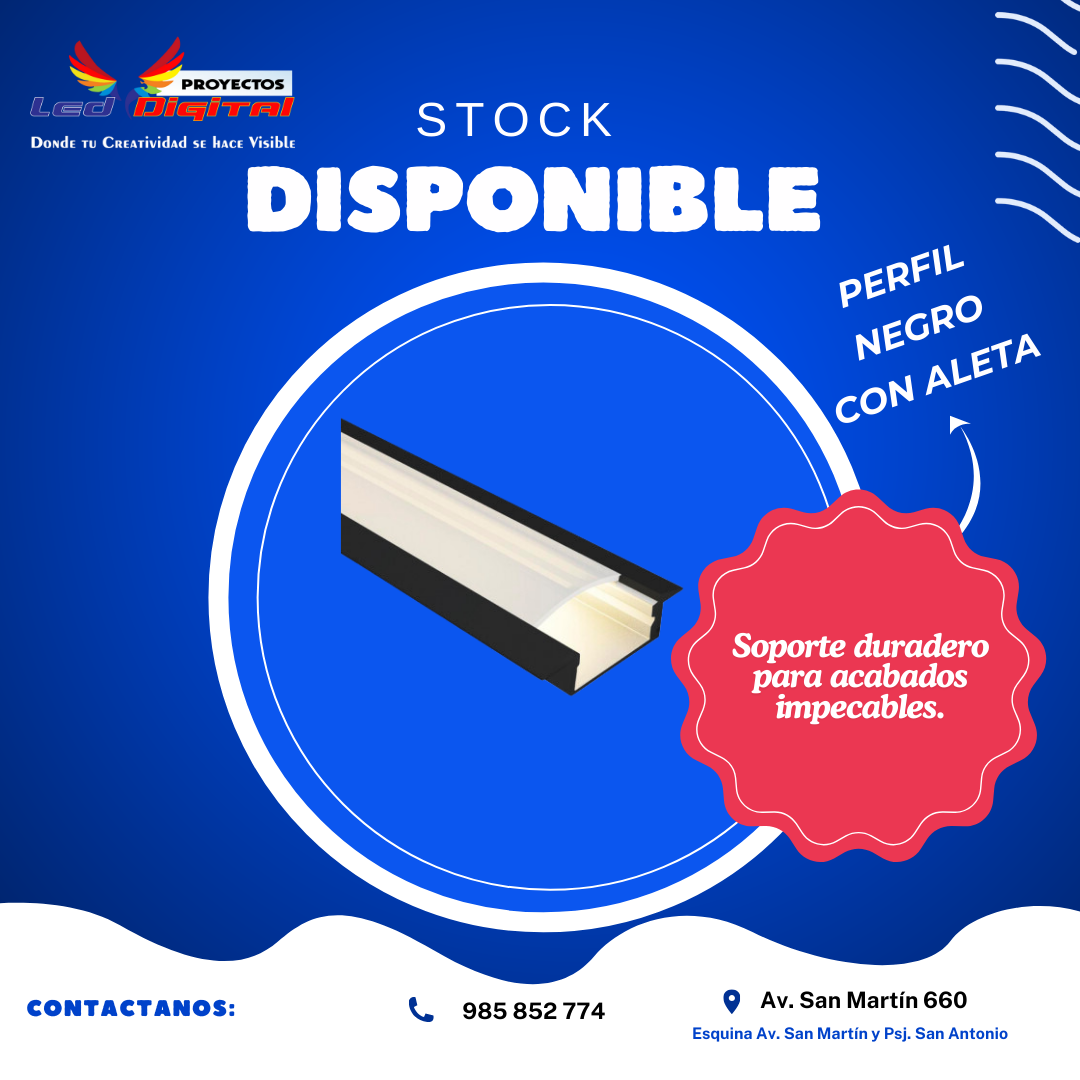 PROYECTOS
Led Digital
Donde tu Creatividad se hace Visible
STOCK
DISPONIBLE
PERFIL
NEGRO
CON ALETA
Soporte duradero
para acabados
impecables.
CONTACTANOS:
985 852 774
Av. San Martín 660
Esquina Av. San Martín y Psj. San Antonio